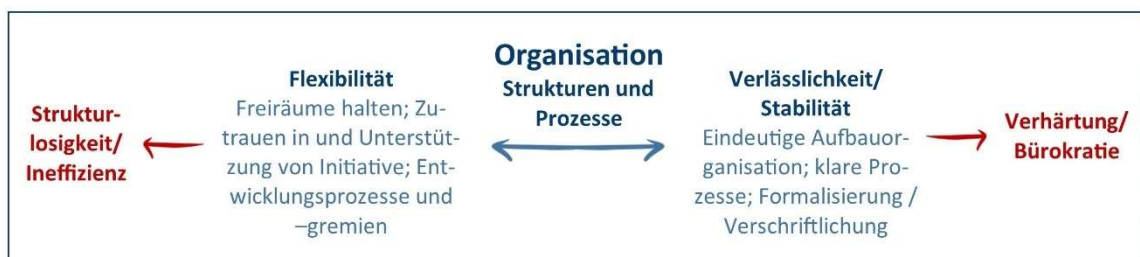 Organisation
Strukturen und
Prozesse
Struktur-
losigkeit/
Ineffizienz
Flexibilität
Freiräume halten; Zu-
trauen in und Unterstüt-
zung von Initiative; Ent-
wicklungsprozesse und
–gremien
Verlässlichkeit/
Stabilität
Eindeutige Aufbauor-
ganisation; klare Pro-
zesse; Formalisierung /
Verschriftlichung
Verhärtung/
Bürokratie